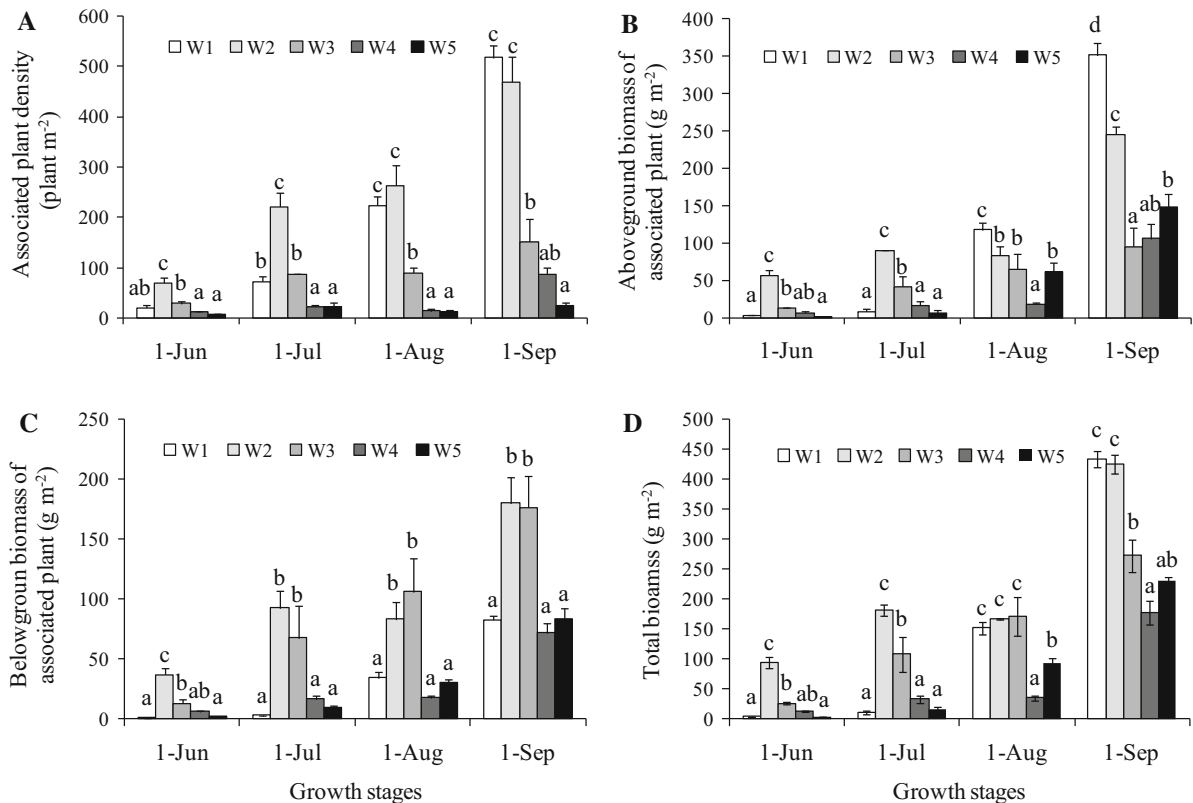 A
Associated plant density
(plant m-2)
600
500
400
300
200
100
0
W1 W2 W3 W4 W5
ab c b a a
b c b a a
c c b a a
c c b ab a
1-Jun 1-Jul 1-Aug 1-Sep
B
Aboveground biomass of
associated plant (g m-2)
400
350
300
250
200
150
100
50
0
W1 W2 W3 W4 W5
a c b ab a
a c b a a
c b b a b
d c a ab b
1-Jun 1-Jul 1-Aug 1-Sep
C
Belowgroun biomass of
associated plant (g m-2)
250
200
150
100
50
0
W1 W2 W3 W4 W5
a c b ab a
a b b a a
a b b a a
a b b a a
1-Jun 1-Jul 1-Aug 1-Sep
Growth stages
D
Total bioamss (g m-2)
500
450
400
350
300
250
200
150
100
50
0
W1 W2 W3 W4 W5
a c b ab a
a c b a a
c c c a b
c c b a ab
1-Jun 1-Jul 1-Aug 1-Sep
Growth stages